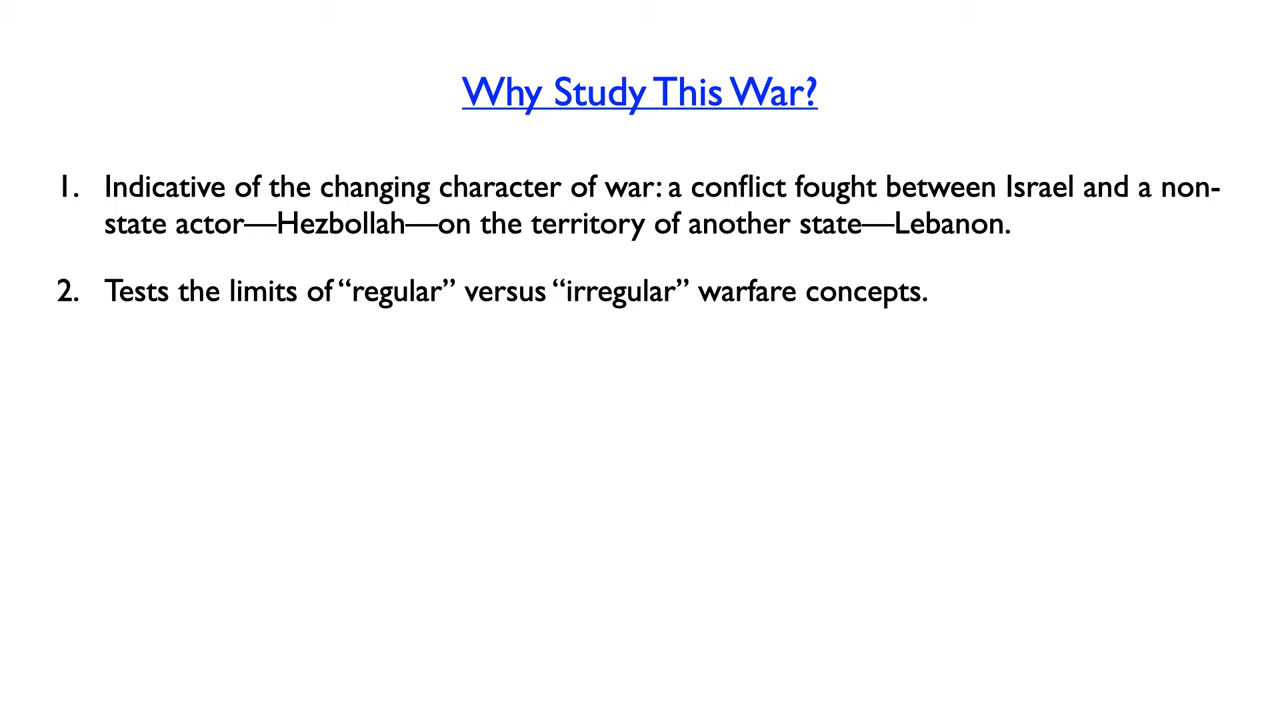 Why Study This War?
1. Indicative of the changing character of war: a conflict fought between Israel and a non-
state actor—Hezbollah—on the territory of another state—Lebanon.
2. Tests the limits of “regular” versus “irregular” warfare concepts.